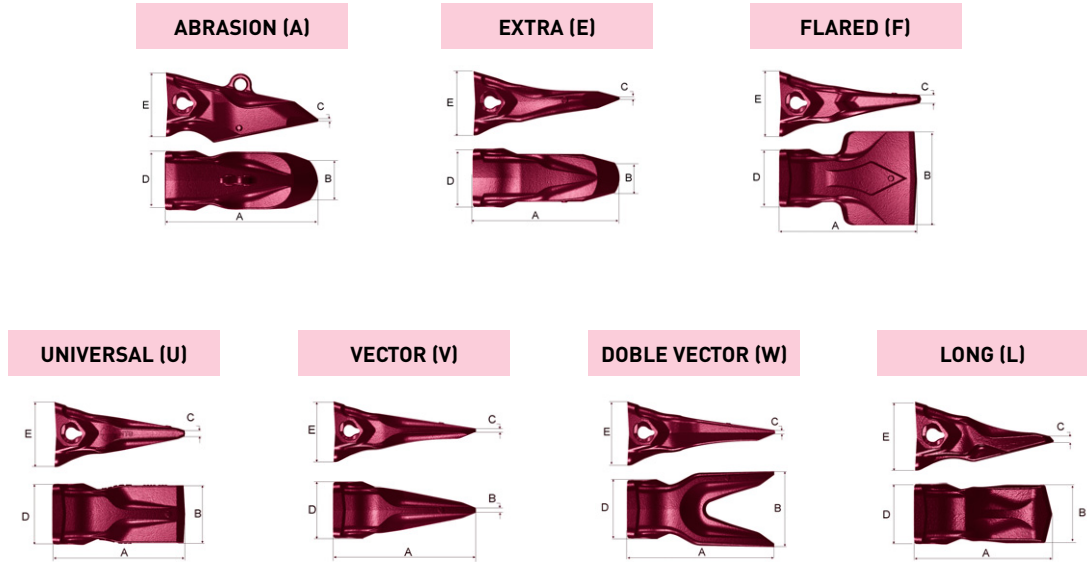 ABRASION (A)
EXTRA (E)
FLARED (F)
E
C
D
B
A
E
C
D
B
A
E
C
D
B
A
UNIVERSAL (U)
VECTOR (V)
DOBLE VECTOR (W)
LONG (L)
E
C
D
B
A
E
C
D
B
A
E
C
D
B
A
E
C
D
B
A